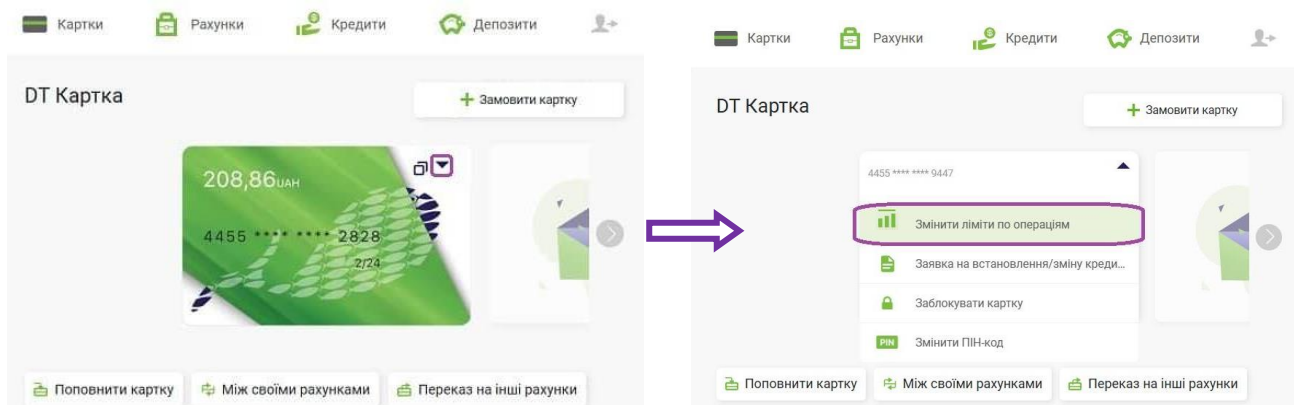 Картки Рахунки Кредити Депозити
DT Картка
Замовити картку
208,86UAH
4455 **** **** 2828
2/24
Поповнити картку Між своїми рахунками Переказ на інші рахунки
Картки Рахунки Кредити Депозити
DT Картка
Замовити картку
4455 **** **** 9447
Змінити ліміти по операціям
Заявка на встановлення/зміну креди...
Заблокувати картку
PIN Змінити ПІН-код
Поповнити картку Між своїми рахунками Переказ на інші рахунки